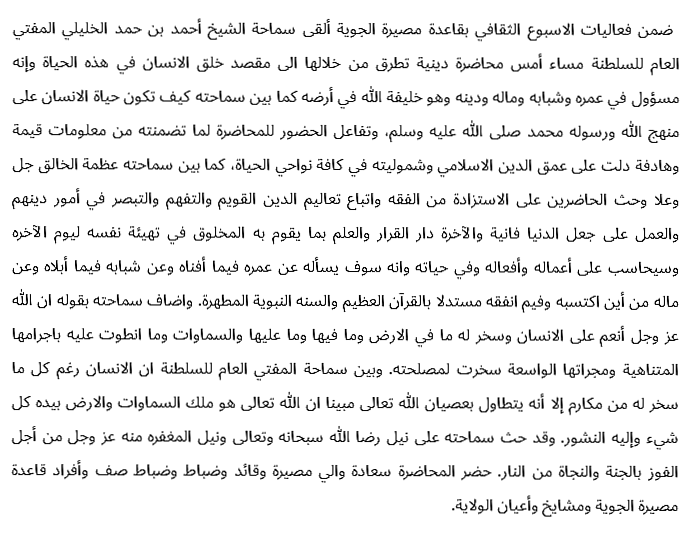 ضمن فعاليات الاسبوع الثقافي بقاعدة مصيرة الجوية ألقى سماحة الشيخ أحمد بن حمد الخليلي المفتي
العام للسلطنة مساء أمس محاضرة دينية تطرق من خلالها الى مقصد خلق الانسان في هذه الحياة وإنه
مسؤول في عمره وشبابه وماله ودينه وهو خليفة الله في أرضه كما بين سماحته كيف تكون حياة الانسان على
منهج الله ورسوله محمد صلى الله عليه وسلم، وتفاعل الحضور للمحاضرة لما تضمنته من معلومات قيمة
وهادفة دلت على عمق الدين الاسلامي وشموليته في كافة نواحي الحياة، كما بين سماحته عظمة الخالق جل
وعلا وحث الحاضرين على الاستزادة من الفقه واتباع تعاليم الدين القويم والتفهم والتبصر في أمور دينهم
والعمل على جعل الدنيا فانية والآخرة دار القرار والعلم بما يقوم به المخلوق في تهيئة نفسه ليوم الآخره
وسيحاسب على أعماله وأفعاله وفي حياته وانه سوف يسأله عن عمره فيما أفناه وعن شبابه فيما أبلاه وعن
ماله من أين اكتسبه وفيم انفقه مستدلا بالقرآن العظيم والسنه النبوية المطهرة. واضاف سماحته بقوله ان الله
عز وجل أنعم على الانسان وسخر له ما في الارض وما فيها وما عليها والسماوات وما انطوت عليه باجرامها
المتناهية ومجراتها الواسعة سخرت لمصلحته. وبين سماحة المفتي العام للسلطنة ان الانسان رغم كل ما
سخر له من مكارم إلا أنه يتطاول بعصيان الله تعالى مبينا ان الله تعالى هو ملك السماوات والارض بيده كل
شيء وإليه النشور. وقد حث سماحته على نيل رضا الله سبحانه وتعالى ونيل المغفره منه عز وجل من أجل
الفوز بالجنة والنجاة من النار. حضر المحاضرة سعادة والي مصيرة وقائد وضباط وضباط صف وأفراد قاعدة
مصيرة الجوية ومشايخ وأعيان الولاية.